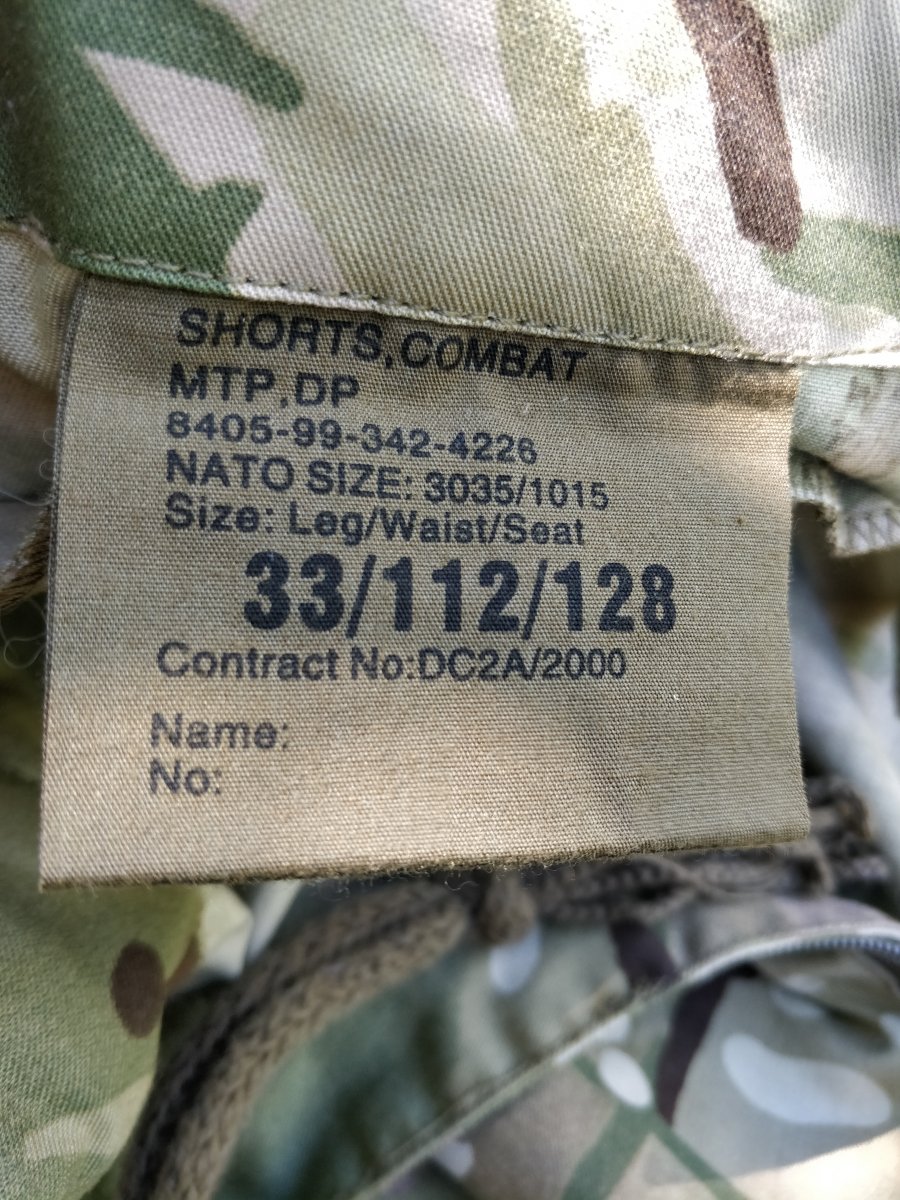 SHORTS,COMBAT
MTP,DP
8405-99-342-4226
NATO SIZE: 3035/1015
Size: Leg/Waist/Seat
33/112/128
Contract No:DC2A/2000
Name:
No: